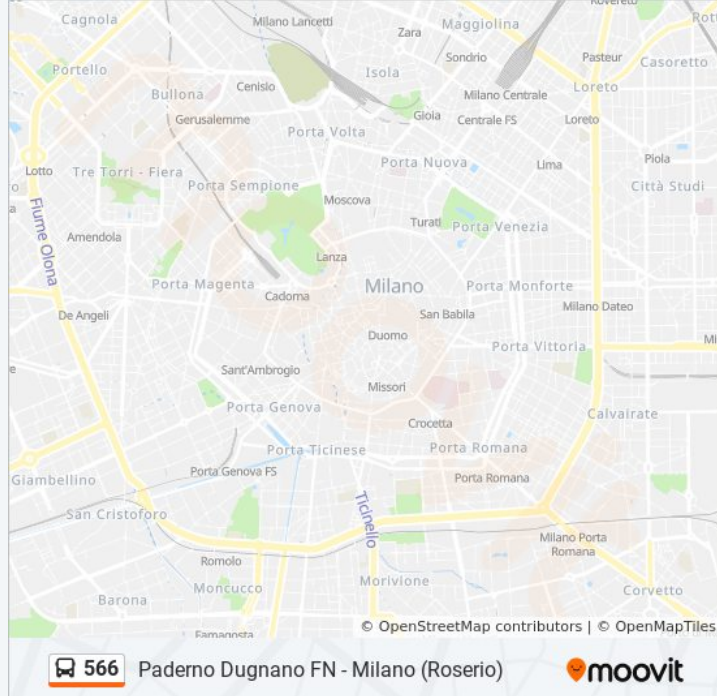 Cagnola
Milano Lancetti
Zara
Maggiolina
Rovereto
Sondrio
Pasteur
Casoretto
Portello
Isola
Bullona
Cenisio
Milano Centrale
Loreto
Gerusalemme
Gioia
Centrale FS
Loreto
Porta Volta
Lotto
Tre Torri - Fiera
Porta Nuova
Lima
Piola
Porta Sempione
Città Studi
Moscova
Fiume Olona
Turati
Porta Venezia
Amendola
Lanza
Porta Magenta
Milano
Porta Monforte
Cadorna
De Angeli
San Babila
Milano Dateo
Duomo
Porta Vittoria
Sant'Ambrogio
Missori
Porta Genova
Crocetta
Calvairate
Porta Ticinese
Porta Romana
Giambellino
Porta Genova FS
Porta Romana
San Cristoforo
Ticinello
Milano Porta
Romana
Romolo
Moncucco
Morivione
Corvetto
Barona
Famagosta
© OpenStreetMap contributors | © OpenMapTiles
566 Paderno Dugnano FN - Milano (Roserio)
moovit